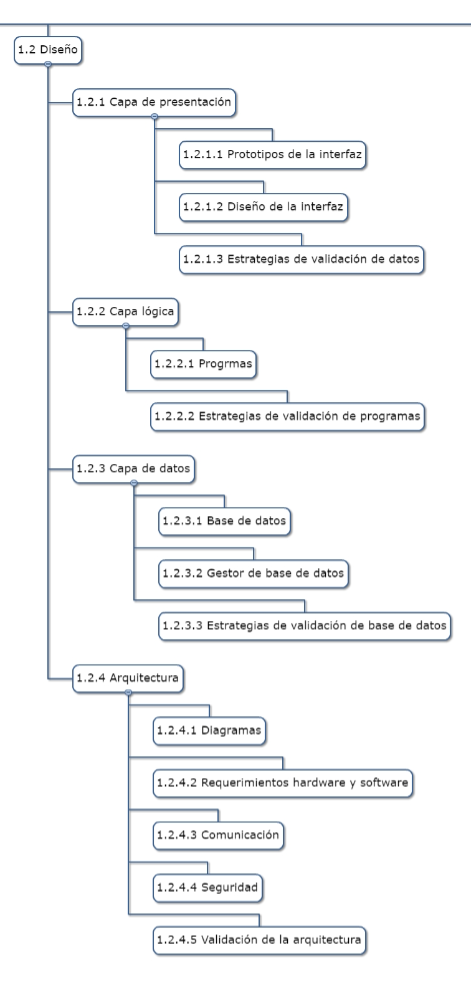 1.2 Diseño
1.2.1 Capa de presentación
1.2.1.1 Prototipos de la interfaz
1.2.1.2 Diseño de la interfaz
1.2.1.3 Estrategias de validación de datos
1.2.2 Capa lógica
1.2.2.1 Progrmas
1.2.2.2 Estrategias de validación de programas
1.2.3 Capa de datos
1.2.3.1 Base de datos
1.2.3.2 Gestor de base de datos
1.2.3.3 Estrategias de validación de base de datos
1.2.4 Arquitectura
1.2.4.1 Diagramas
1.2.4.2 Requerimientos hardware y software
1.2.4.3 Comunicación
1.2.4.4 Seguridad
1.2.4.5 Validación de la arquitectura